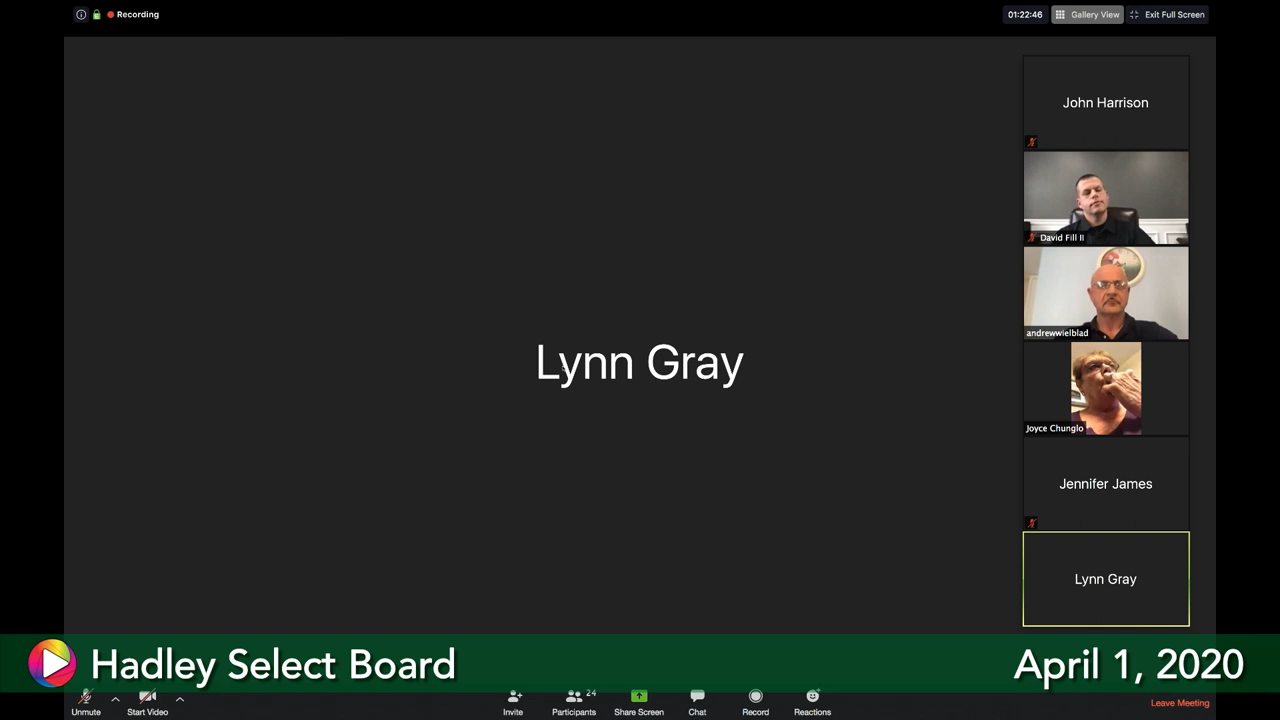 Recording
01:22:46
Gallery View
Exit Full Screen
John Harrison
David Fill II
andrewwielblad
Joyce Chunglo
Jennifer James
Lynn Gray
Lynn Gray
Hadley Select Board
April 1, 2020
Unmute
Start Video
Invite
24
Participants
Share Screen
Chat
Record
Reactions
Leave Meeting